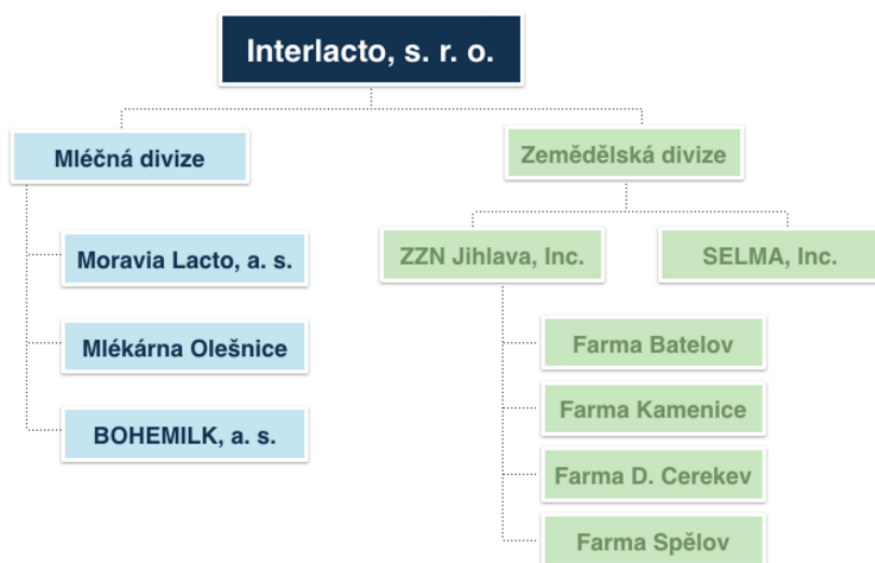 Interlacto, s. r. o.
Mléčná divize
Moravia Lacto, a. s.
Mlékárna Olešnice
BOHEMILK, a. s.
Zemědělská divize
ZZN Jihlava, Inc.
SELMA, Inc.
Farma Batelov
Farma Kamenice
Farma D. Cerekev
Farma Spělov